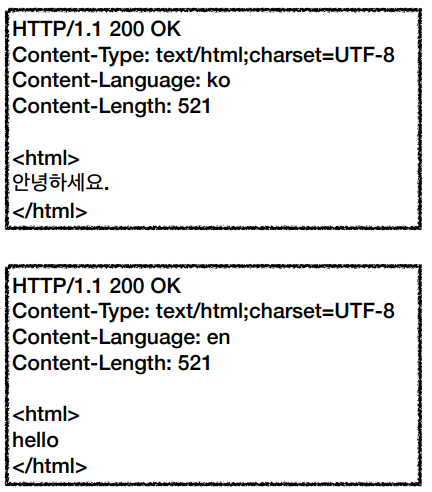 HTTP/1.1 200 OK
Content-Type: text/html;charset=UTF-8
Content-Language: ko
Content-Length: 521
<html>
안녕하세요.
</html>
HTTP/1.1 200 OK
Content-Type: text/html;charset=UTF-8
Content-Language: en
Content-Length: 521
<html>
hello
</html>